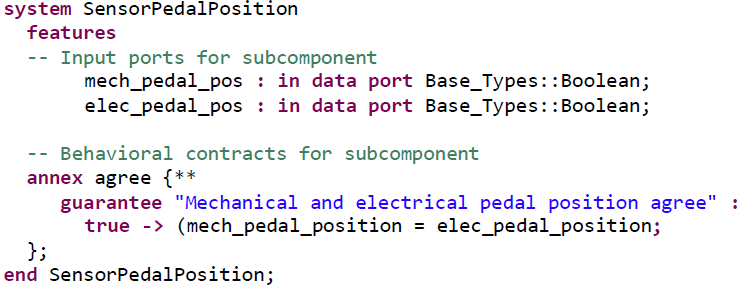 system SensorPedalPosition
features
-- Input ports for subcomponent
mech_pedal_pos : in data port Base_Types::Boolean;
elec_pedal_pos : in data port Base_Types::Boolean;
-- Behavioral contracts for subcomponent
annex agree {**
guarantee "Mechanical and electrical pedal position agree" :
true -> (mech_pedal_position = elec_pedal_position;
};
end SensorPedalPosition;